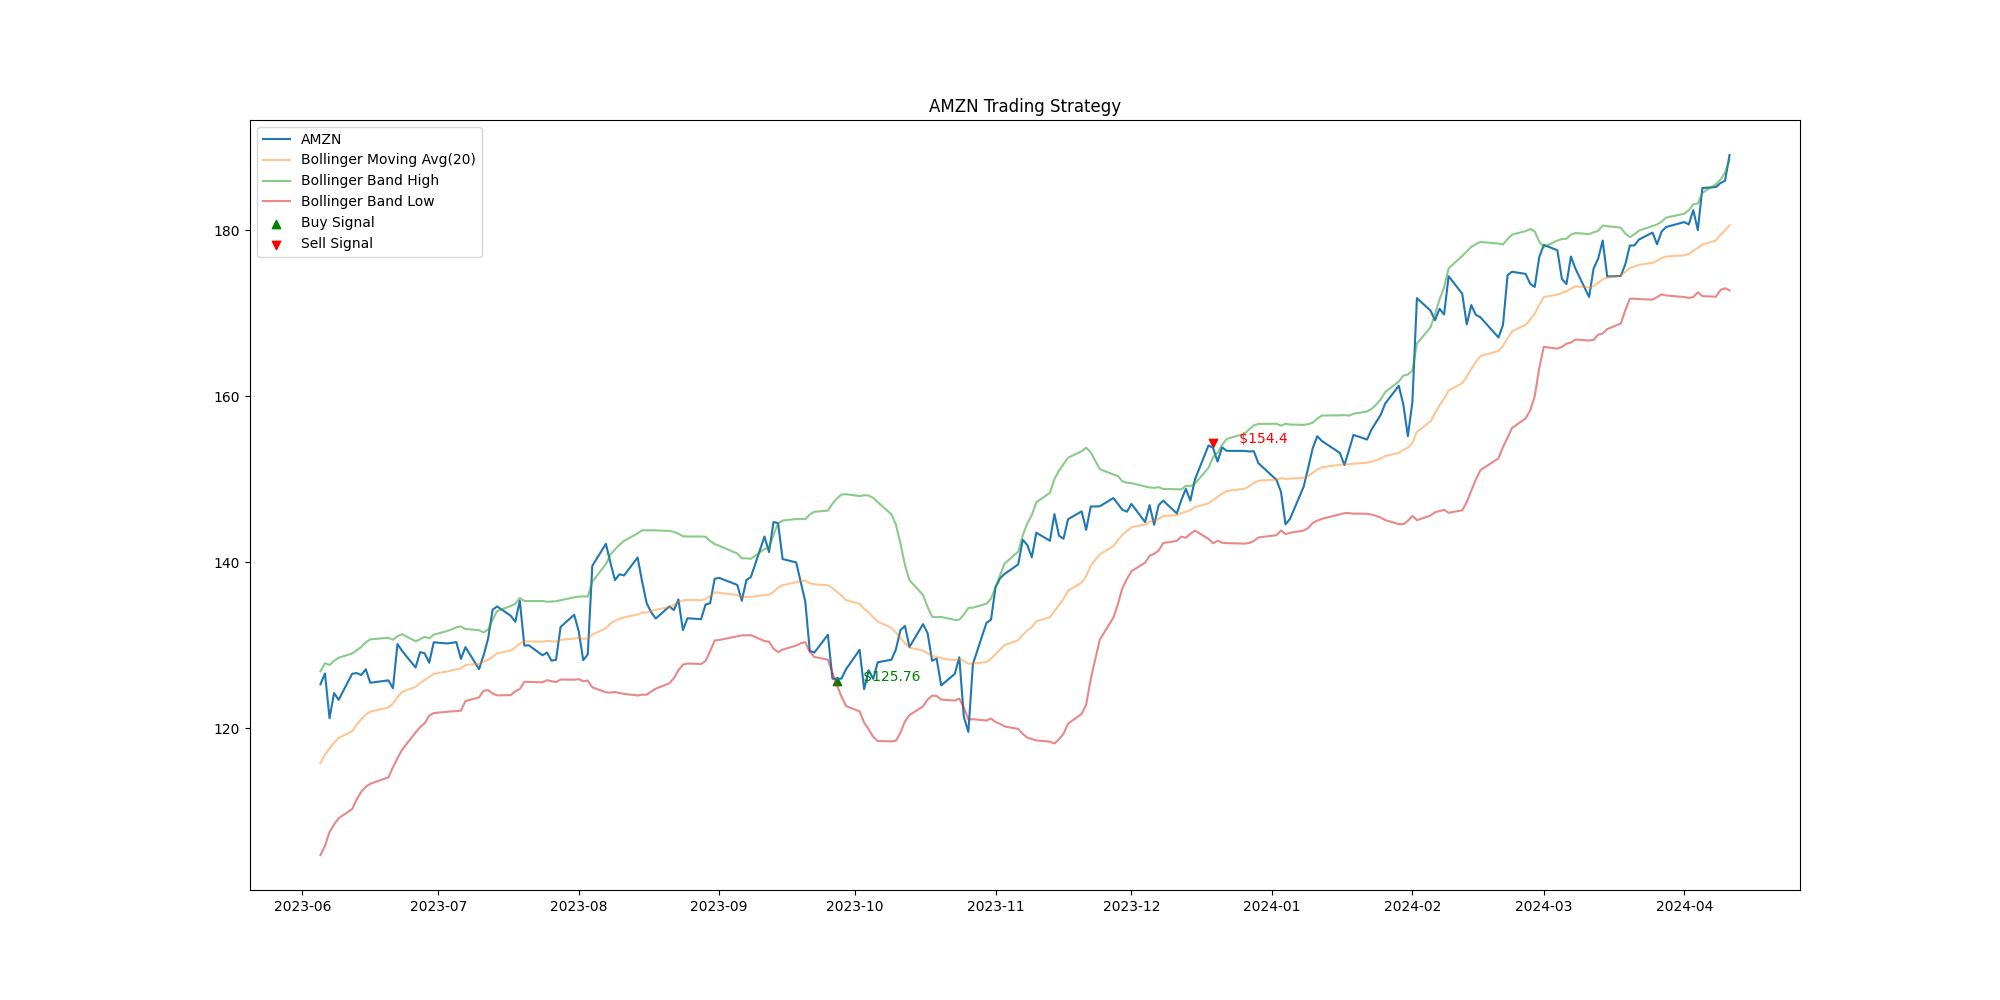 AMZN Trading Strategy
AMZN
Bollinger Moving Avg(20)
Bollinger Band High
Bollinger Band Low
Buy Signal
Sell Signal
180
160
140
120
$154.4
$125.76
2023-06
2023-07
2023-08
2023-09
2023-10
2023-11
2023-12
2024-01
2024-02
2024-03
2024-04